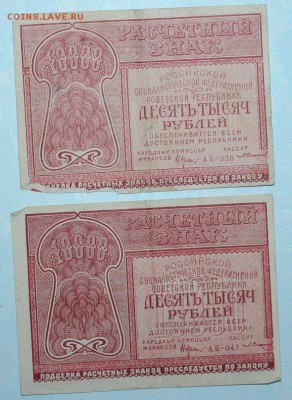 COINS.LAV.RU
РАСЧЕТНЫЙ
ЗНАК
10000
РОССИЙСКОЙ
СОЦИАЛИСТИЧЕСКОЙ ФЕДЕРАТИВНОЙ
СОВЕТСКОЙ РЕСПУБЛИКИ
ДЕСЯТЬ ТЫСЯЧ
РУБЛЕЙ
ОБЕСПЕЧИВАЕТСЯ ВСЕМ
ДОСТОЯНИЕМ РЕСПУБЛИКИ
НАРОДНЫЙ КОМИССАР КАССИР
ФИНАНСОВ АБ-038
ПОДДЕЛКА РАСЧЕТНЫХ ЗНАКОВ ПРЕСЛЕДУЕТСЯ ПО ЗАКОНУ
РАСЧЕТНЫЙ
ЗНАК
10000
РОССИЙСКОЙ
СОЦИАЛИСТИЧЕСКОЙ ФЕДЕРАТИВНОЙ
СОВЕТСКОЙ РЕСПУБЛИКИ
ДЕСЯТЬ ТЫСЯЧ
РУБЛЕЙ
ОБЕСПЕЧИВАЕТСЯ ВСЕМ
ДОСТОЯНИЕМ РЕСПУБЛИКИ
НАРОДНЫЙ КОМИССАР КАССИР
ФИНАНСОВ АБ-041
ПОДДЕЛКА РАСЧЕТНЫХ ЗНАКОВ ПРЕСЛЕДУЕТСЯ ПО ЗАКОНУ